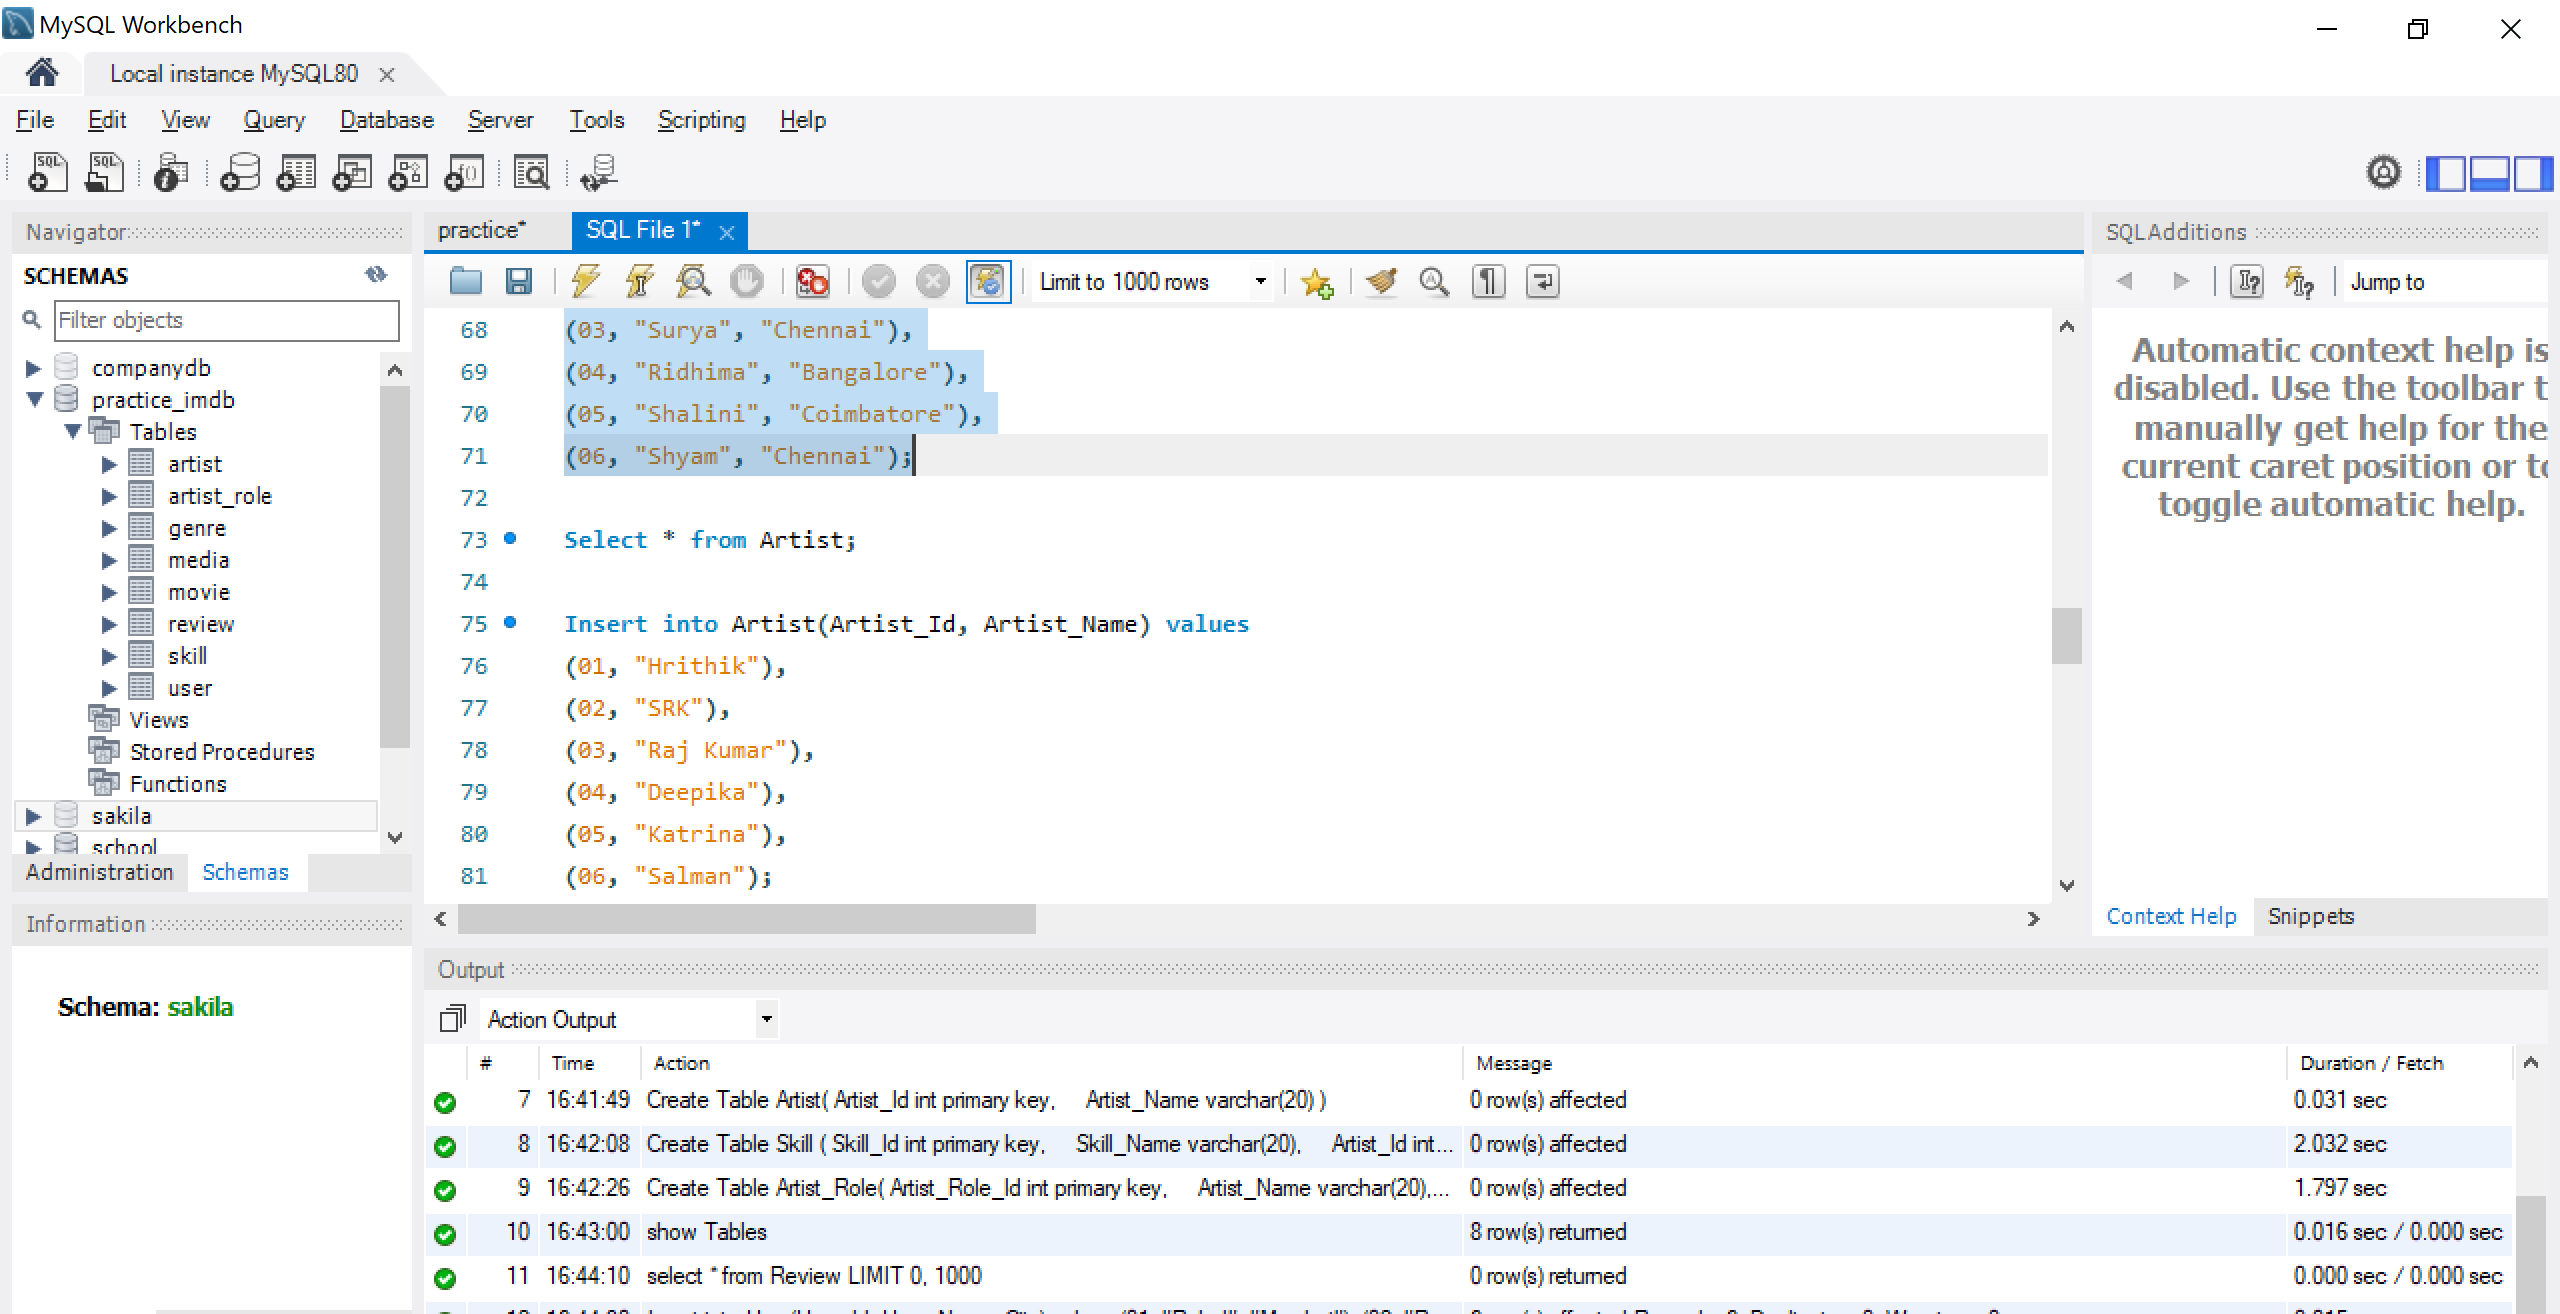 MySQL Workbench
Local instance MySQL80
File Edit View Query Database Server Tools Scripting Help
Navigator
SCHEMAS
Filter objects
companydb
practice_imdb
Tables
artist
artist_role
genre
media
movie
review
skill
user
Views
Stored Procedures
Functions
sakila
school
Administration Schemas
Information
Schema: sakila
practice* SQL File 1*
Limit to 1000 rows
68 (03, "Surya", "Chennai"),
69 (04, "Ridhima", "Bangalore"),
70 (05, "Shalini", "Coimbatore"),
71 (06, "Shyam", "Chennai");
72
73 Select * from Artist;
74
75 Insert into Artist(Artist_Id, Artist_Name) values
76 (01, "Hrithik"),
77 (02, "SRK"),
78 (03, "Raj Kumar"),
79 (04, "Deepika"),
80 (05, "Katrina"),
81 (06, "Salman");
SQLAdditions
Jump to
Automatic context help is
disabled. Use the toolbar t
manually get help for the
current caret position or to
toggle automatic help.
Context Help Snippets
Output
Action Output
# Time Action Message Duration / Fetch
7 16:41:49 Create Table Artist( Artist_Id int primary key, Artist_Name varchar(20) ) 0 row(s) affected 0.031 sec
8 16:42:08 Create Table Skill ( Skill_Id int primary key, Skill_Name varchar(20), Artist_Id int... 0 row(s) affected 2.032 sec
9 16:42:26 Create Table Artist_Role( Artist_Role_Id int primary key, Artist_Name varchar(20),... 0 row(s) affected 1.797 sec
10 16:43:00 show Tables 8 row(s) returned 0.016 sec / 0.000 sec
11 16:44:10 select * from Review LIMIT 0, 1000 0 row(s) returned 0.000 sec / 0.000 sec